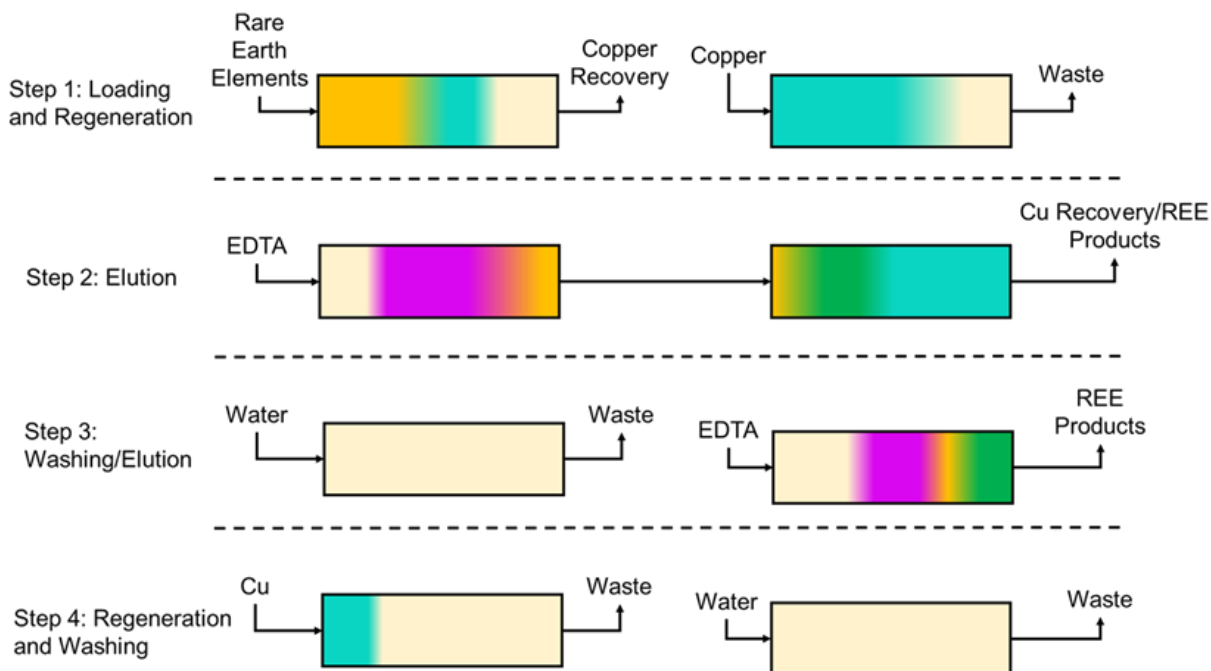 Rare
Earth
Elements
Copper
Recovery
Copper
Waste
Step 1: Loading
and Regeneration
Cu Recovery/REE
Products
EDTA
Step 2: Elution
Water
Waste
EDTA
REE
Products
Step 3:
Washing/Elution
Cu
Waste
Water
Waste
Step 4: Regeneration
and Washing